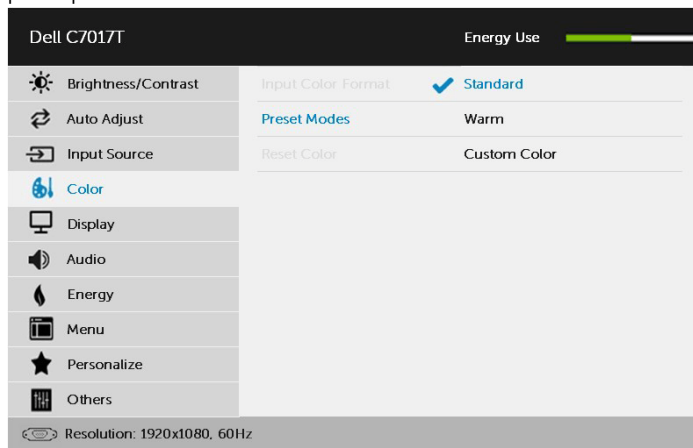 Dell C7017T Energy Use
Brightness/Contrast Input Color Format Standard
Auto Adjust Preset Modes Warm
Input Source Reset Color Custom Color
Color
Display
Audio
Energy
Menu
Personalize
Others
Resolution: 1920x1080, 60Hz